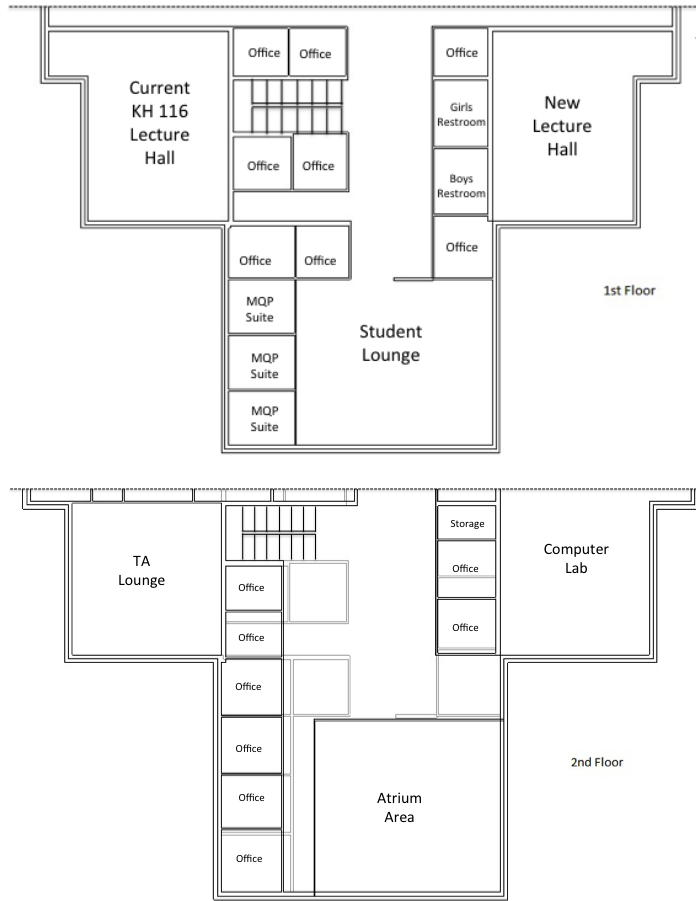 Office
Office
Office
Current
KH 116
Lecture
Hall
Girls
Restroom
New
Lecture
Hall
Office
Office
Boys
Restroom
Office
Office
Office
1st Floor
MQP
Suite
Student
Lounge
MQP
Suite
MQP
Suite
Storage
TA
Lounge
Computer
Lab
Office
Office
Office
Office
Office
Office
2nd Floor
Office
Atrium
Area
Office